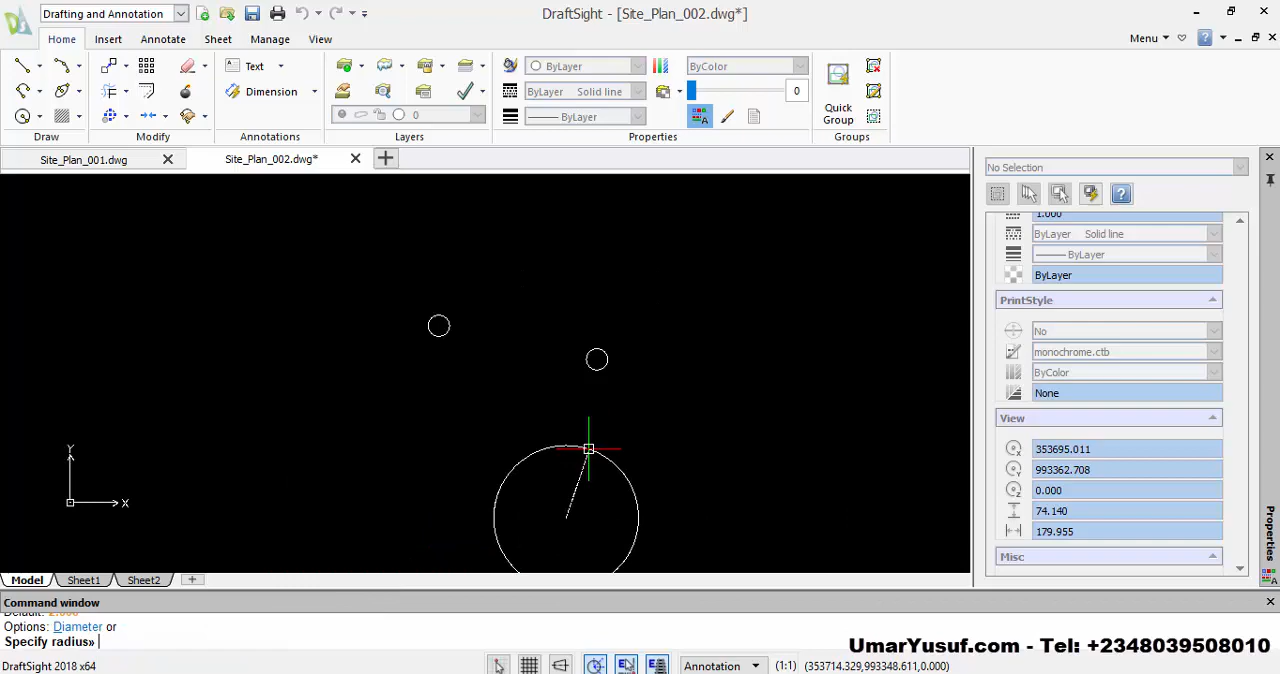 Drafting and Annotation
DraftSight - [Site_Plan_002.dwg*]
Home Insert Annotate Sheet Manage View
Menu
Text
Dimension
ByLayer
ByLayer Solid line
ByLayer
0
ByColor
0
Quick
Group
Draw Modify Annotations Layers Properties Groups
Site_Plan_001.dwg
Site_Plan_002.dwg*
No Selection
1.000
ByLayer Solid line
ByLayer
ByLayer
PrintStyle
No
monochrome.ctb
ByColor
None
View
353695.011
993362.708
0.000
74.140
179.955
Misc
Properties
Y
X
Model Sheet1 Sheet2
Command window
Default: 2.000
Options: Diameter or
Specify radius»
UmarYusuf.com - Tel: +2348039508010
DraftSight 2018 x64
Annotation
(1:1) (353714.329,993348.611,0.000)